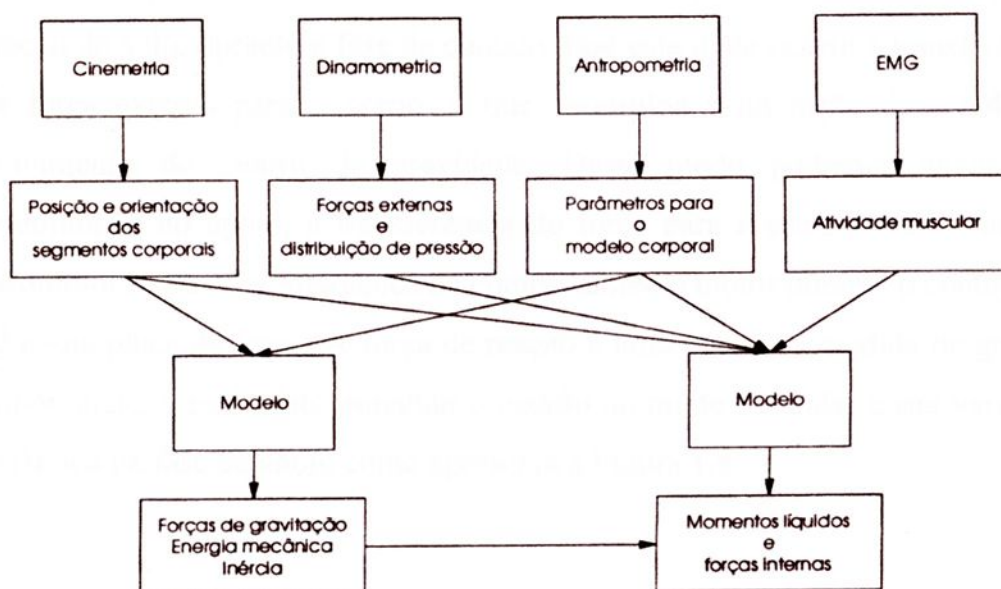 Cinemetria
Dinamometria
Antropometria
EMG
Posição e orientação
dos
segmentos corporais
Forças externas
e
distribuição de pressão
Parâmetros para
o
modelo corporal
Atividade muscular
Modelo
Modelo
Forças de gravitação
Energia mecânica
Inércia
Momentos líquidos
e
forças internas